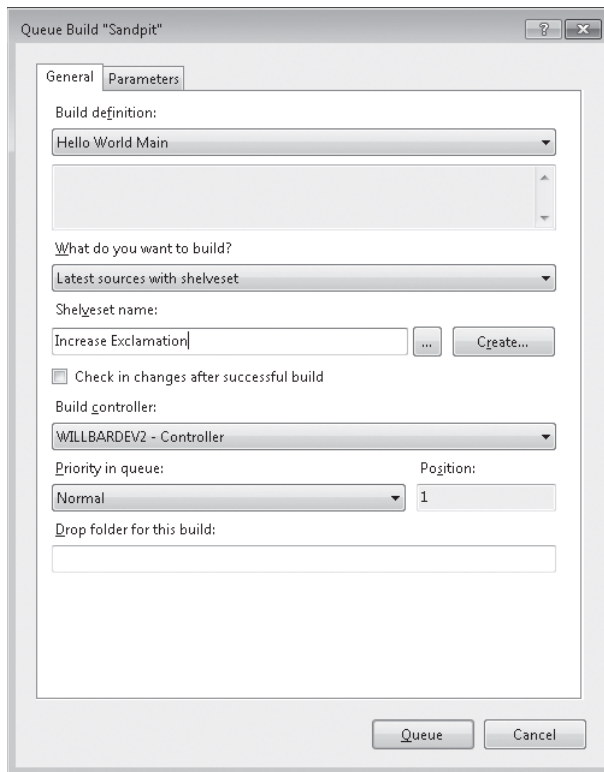 Queue Build "Sandpit"
General Parameters
Build definition:
Hello World Main
What do you want to build?
Latest sources with shelveset
Shelveset name:
Increase Exclamation
... Create...
Check in changes after successful build
Build controller:
WILLBARDEV2 - Controller
Priority in queue: Position:
Normal 1
Drop folder for this build:
Queue Cancel